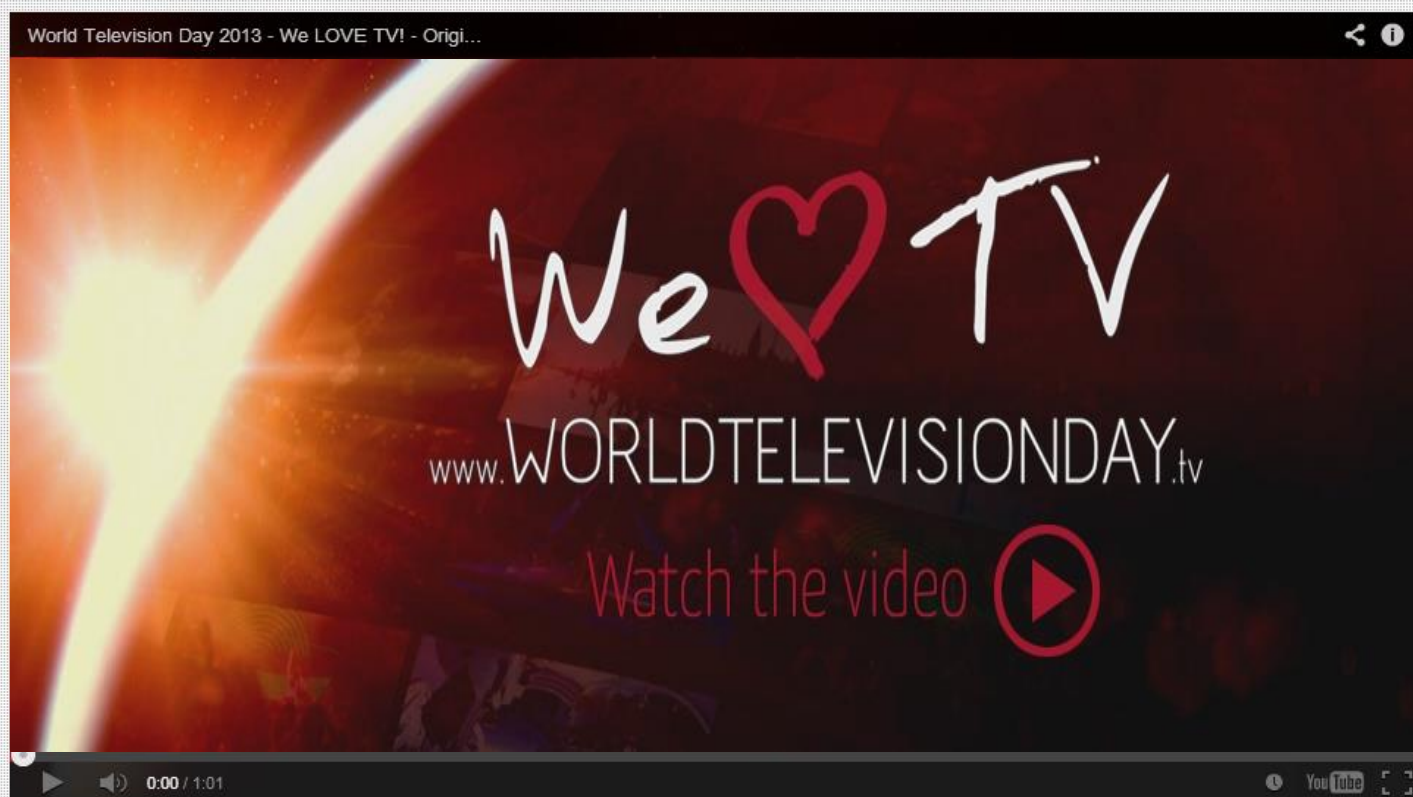 World Television Day 2013 - We LOVE TV! - Origi...
We TV
www.WORLDTELEVISIONDAY.tv
Watch the video
0:00 / 1:01
YouTube